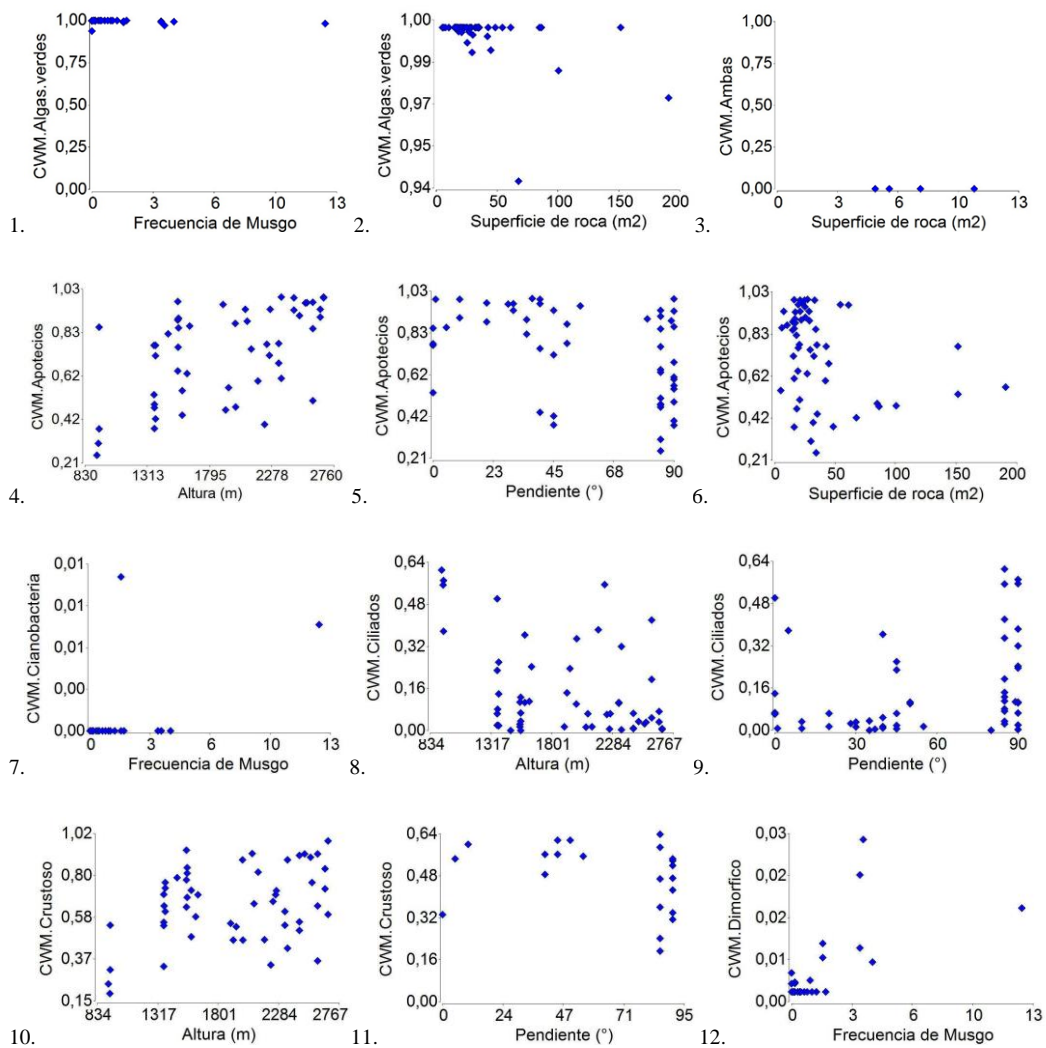 1,00
0,75
0,50
0,25
0,00
CWM.Algas.verdes
0 3 6 10 13
Frecuencia de Musgo
1.
1,00
0,99
0,97
0,95
0,94
CWM.Algas.verdes
0 50 100 150 200
Superficie de roca (m2)
2.
1,00
0,75
0,50
0,25
0,00
CWM.Ambas
0 3 6 10 13
Superficie de roca (m2)
3.
1,03
0,83
0,62
0,42
0,21
CWM.Apotecios
830 1313 1795 2278 2760
Altura (m)
4.
1,03
0,83
0,62
0,42
0,21
CWM.Apotecios
0 23 45 68 90
Pendiente (°)
5.
1,03
0,83
0,62
0,42
0,21
CWM.Apotecios
0 50 100 150 200
Superficie de roca (m2)
6.
0,01
0,01
0,01
0,00
0,00
CWM.Cianobacteria
0 3 6 10 13
Frecuencia de Musgo
7.
0,64
0,48
0,32
0,16
0,00
CWM.Ciliados
834 1317 1801 2284 2767
Altura (m)
8.
0,64
0,48
0,32
0,16
0,00
CWM.Ciliados
0 30 60 90
Pendiente (°)
9.
1,02
0,80
0,58
0,37
0,15
CWM.Crustoso
834 1317 1801 2284 2767
Altura (m)
10.
0,64
0,48
0,32
0,16
0,00
CWM.Crustoso
0 24 47 71 95
Pendiente (°)
11.
0,03
0,02
0,02
0,01
0,00
CWM.Dimorfico
0 3 6 10 13
Frecuencia de Musgo
12.